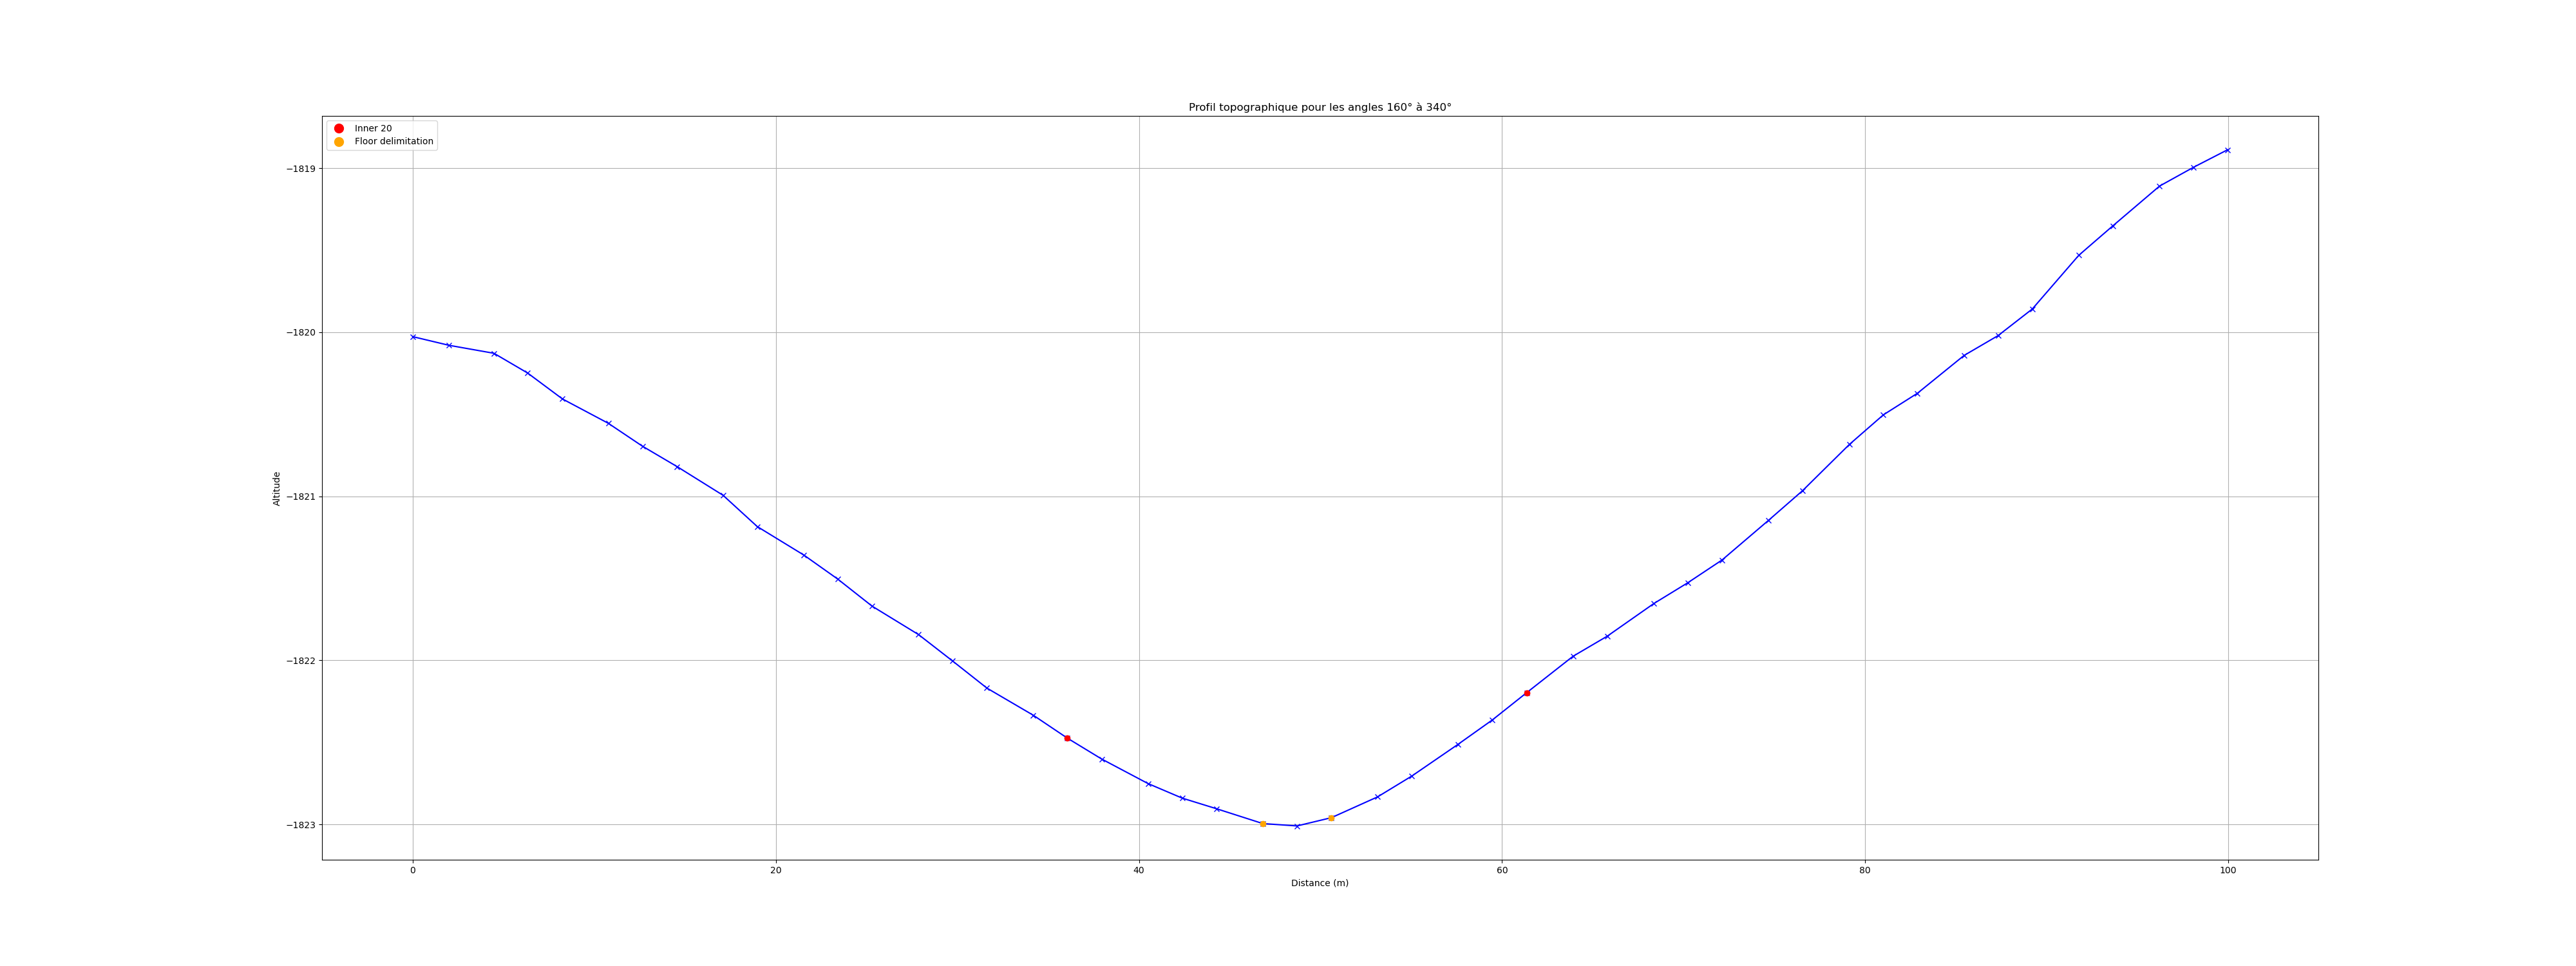 Profil topographique pour les angles 160° à 340°
Inner 20
Floor delimitation
Altitude
−1819
−1820
−1821
−1822
−1823
0
20
40
60
80
100
Distance (m)